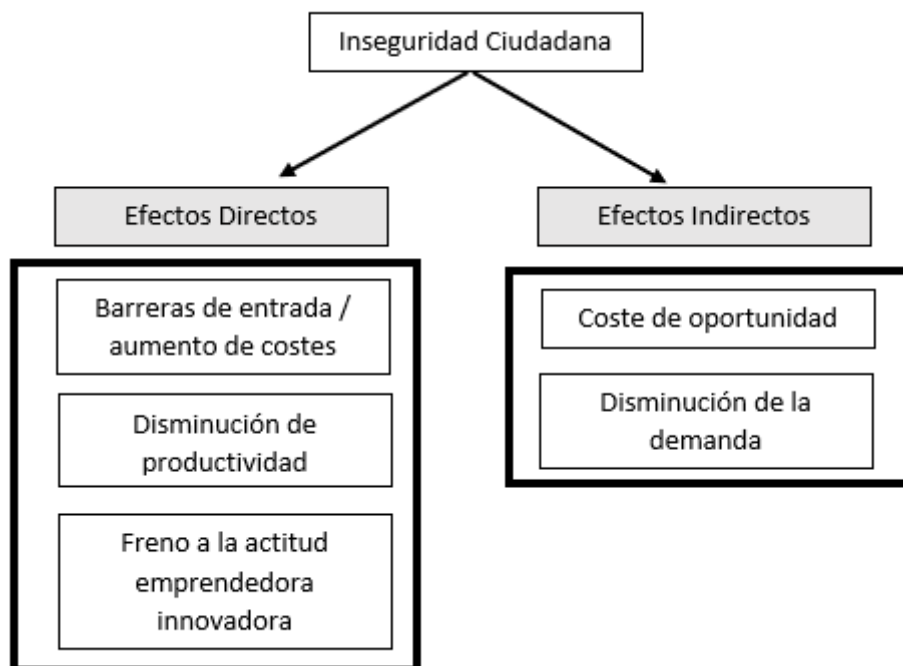 Inseguridad Ciudadana
Efectos Directos
Barreras de entrada /
aumento de costes
Disminución de
productividad
Freno a la actitud
emprendedora
innovadora
Efectos Indirectos
Coste de oportunidad
Disminución de la
demanda